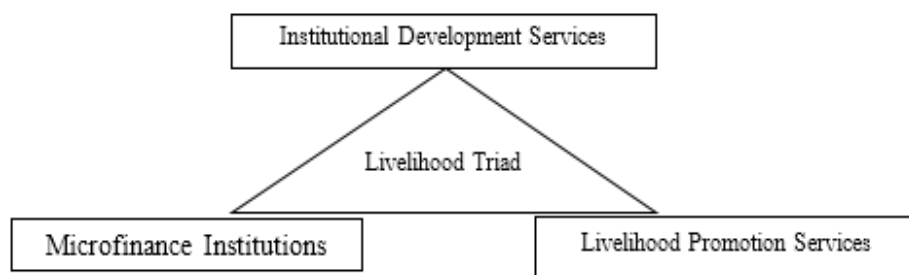 Institutional Development Services
Livelihood Triad
Microfinance Institutions
Livelihood Promotion Services